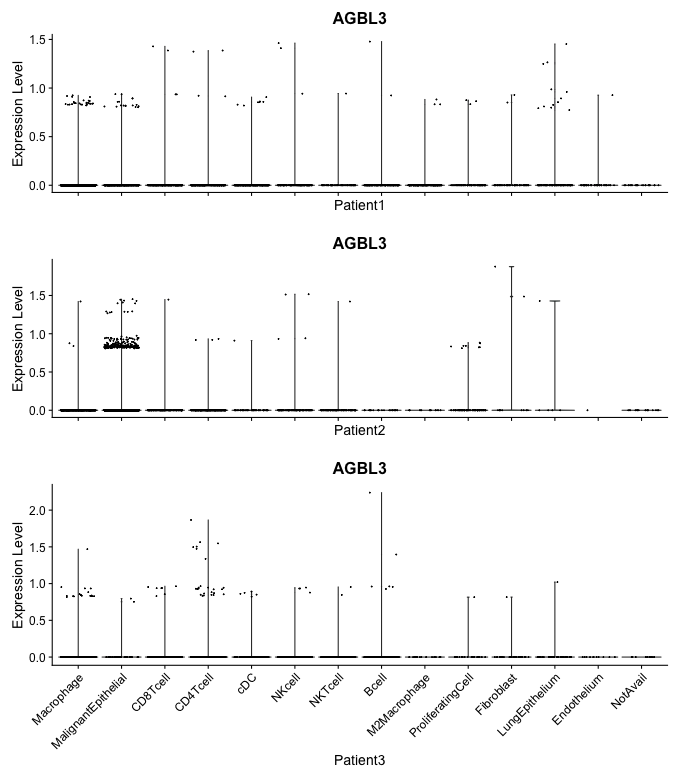 AGBL3
Expression Level
1.5
1.0
0.5
0.0
Patient1
AGBL3
Expression Level
1.5
1.0
0.5
0.0
Patient2
AGBL3
Expression Level
2.0
1.5
1.0
0.5
0.0
Macrophage
MalignantEpithelial
CD8Tcell
CD4Tcell
cDC
NKcell
NKTcell
Bcell
M2Macrophage
ProliferatingCell
Fibroblast
LungEpithelium
Endothelium
NotAvail
Patient3